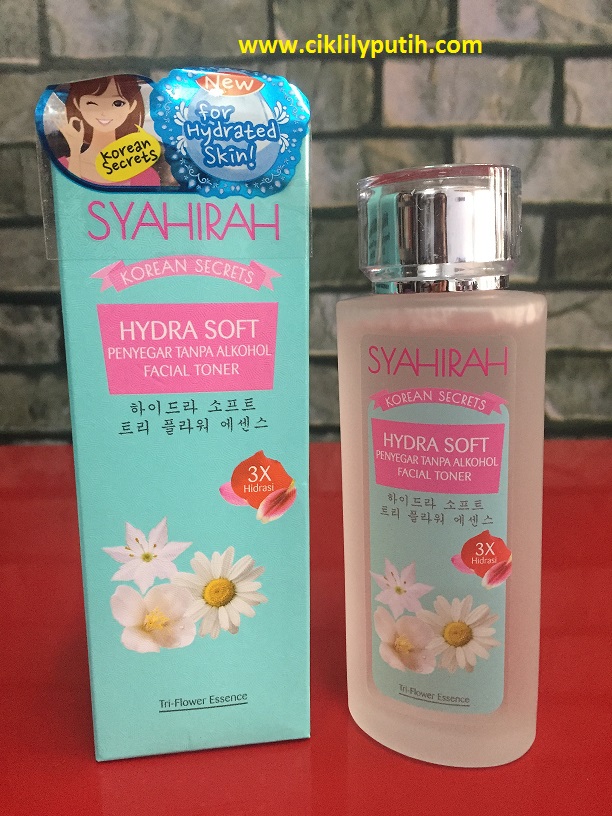 www.ciklilyputih.com
New
for
Hydrated
Skin!
Korean
Secrets
SYAHIRAH
KOREAN SECRETS
HYDRA SOFT
PENYEGAR TANPA ALKOHOL
FACIAL TONER
하이드라 소프트
트리 플라워 에센스
3X
Hidrasi
Tri-Flower Essence
SYAHIRAH
KOREAN SECRETS
HYDRA SOFT
PENYEGAR TANPA ALKOHOL
FACIAL TONER
하이드라 소프트
트리 플라워 에센스
3X
Hidrasi
Tri-Flower Essence